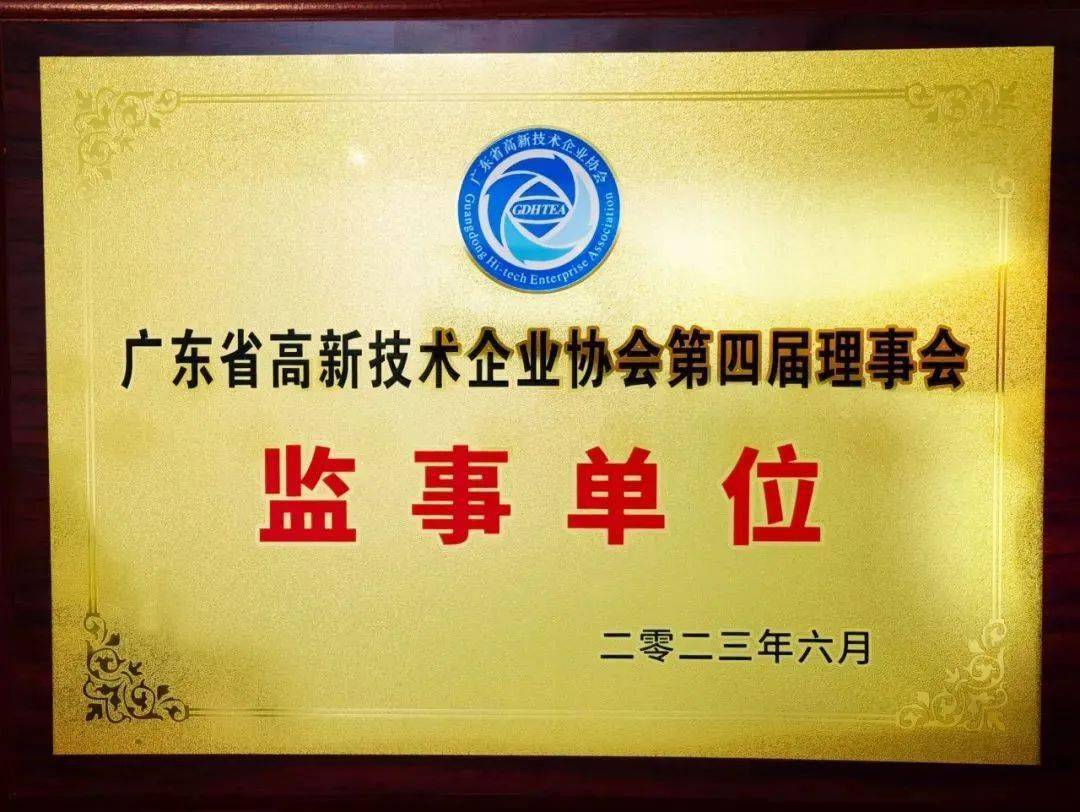 广东省高新技术企业协会
GDHTEA
Guangdong Hi-tech Enterprise Association
广东省高新技术企业协会第四届理事会
监事单位
二零二三年六月